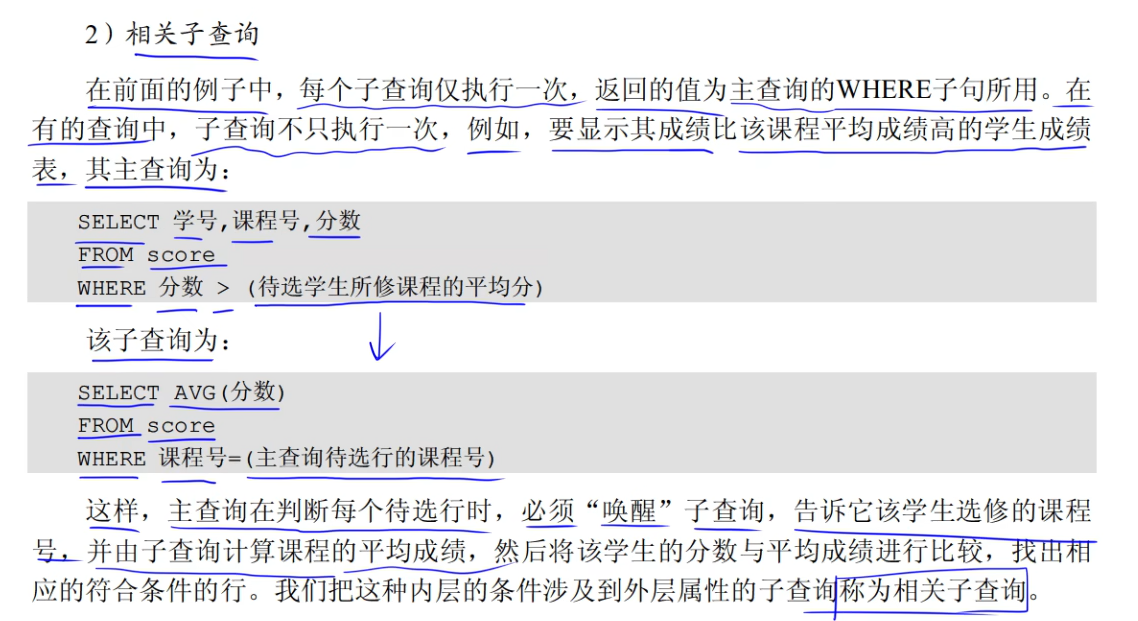 2）相关子查询
在前面的例子中，每个子查询仅执行一次，返回的值为主查询的WHERE子句所用。在
有的查询中，子查询不只执行一次，例如，要显示其成绩比该课程平均成绩高的学生成绩
表，其主查询为：
SELECT 学号,课程号,分数
FROM score
WHERE 分数 > (待选学生所修课程的平均分)
该子查询为：
SELECT AVG(分数)
FROM score
WHERE 课程号=(主查询待选行的课程号)
这样，主查询在判断每个待选行时，必须“唤醒”子查询，告诉它该学生选修的课程
号，并由子查询计算课程的平均成绩，然后将该学生的分数与平均成绩进行比较，找出相
应的符合条件的行。我们把这种内层的条件涉及到外层属性的子查询称为相关子查询。